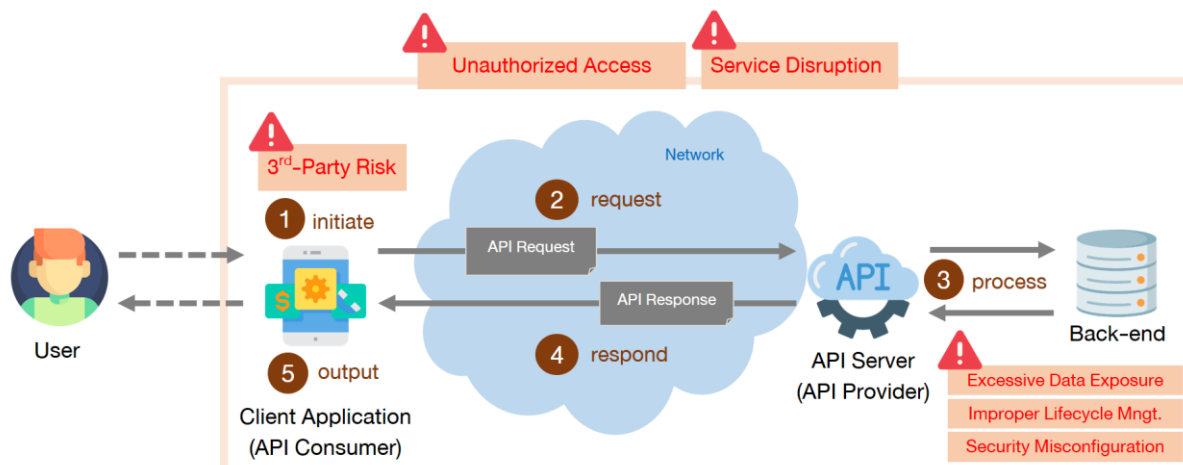 Unauthorized Access
Service Disruption
3rd-Party Risk
Network
1 initiate
2 request
API Request
API
3 process
$
API Response
4 respond
User
5 output
Client Application
(API Consumer)
API Server
(API Provider)
Back-end
Excessive Data Exposure
Improper Lifecycle Mngt.
Security Misconfiguration